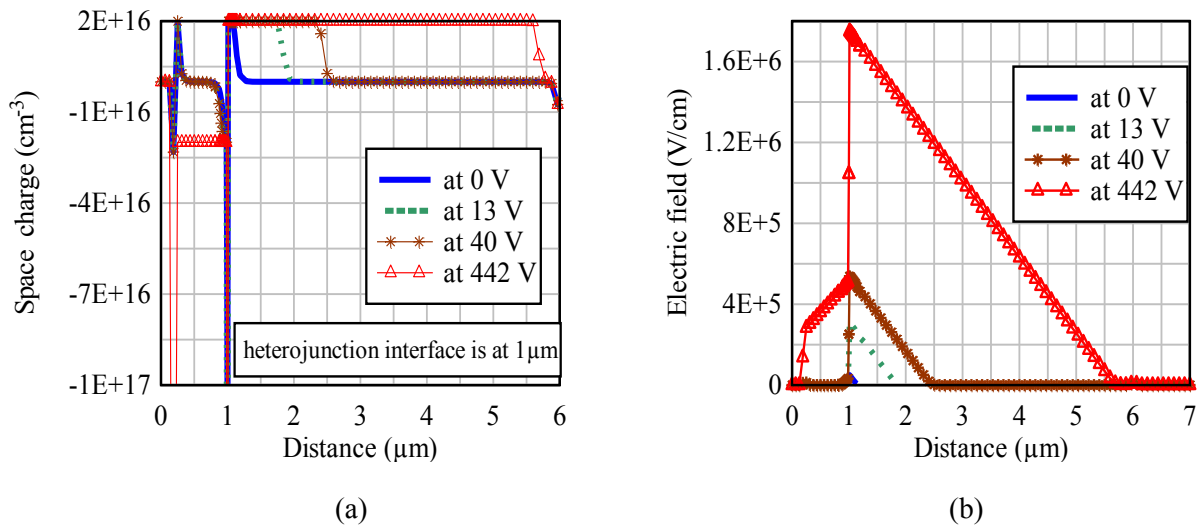 2E+16
-1E+16
-4E+16
-7E+16
-1E+17
Space charge (cm-3)
0 1 2 3 4 5 6
Distance (µm)
at 0 V
at 13 V
at 40 V
at 442 V
heterojunction interface is at 1µm
(a)
1.6E+6
1.2E+6
8E+5
4E+5
0
Electric field (V/cm)
0 1 2 3 4 5 6 7
Distance (µm)
at 0 V
at 13 V
at 40 V
at 442 V
(b)